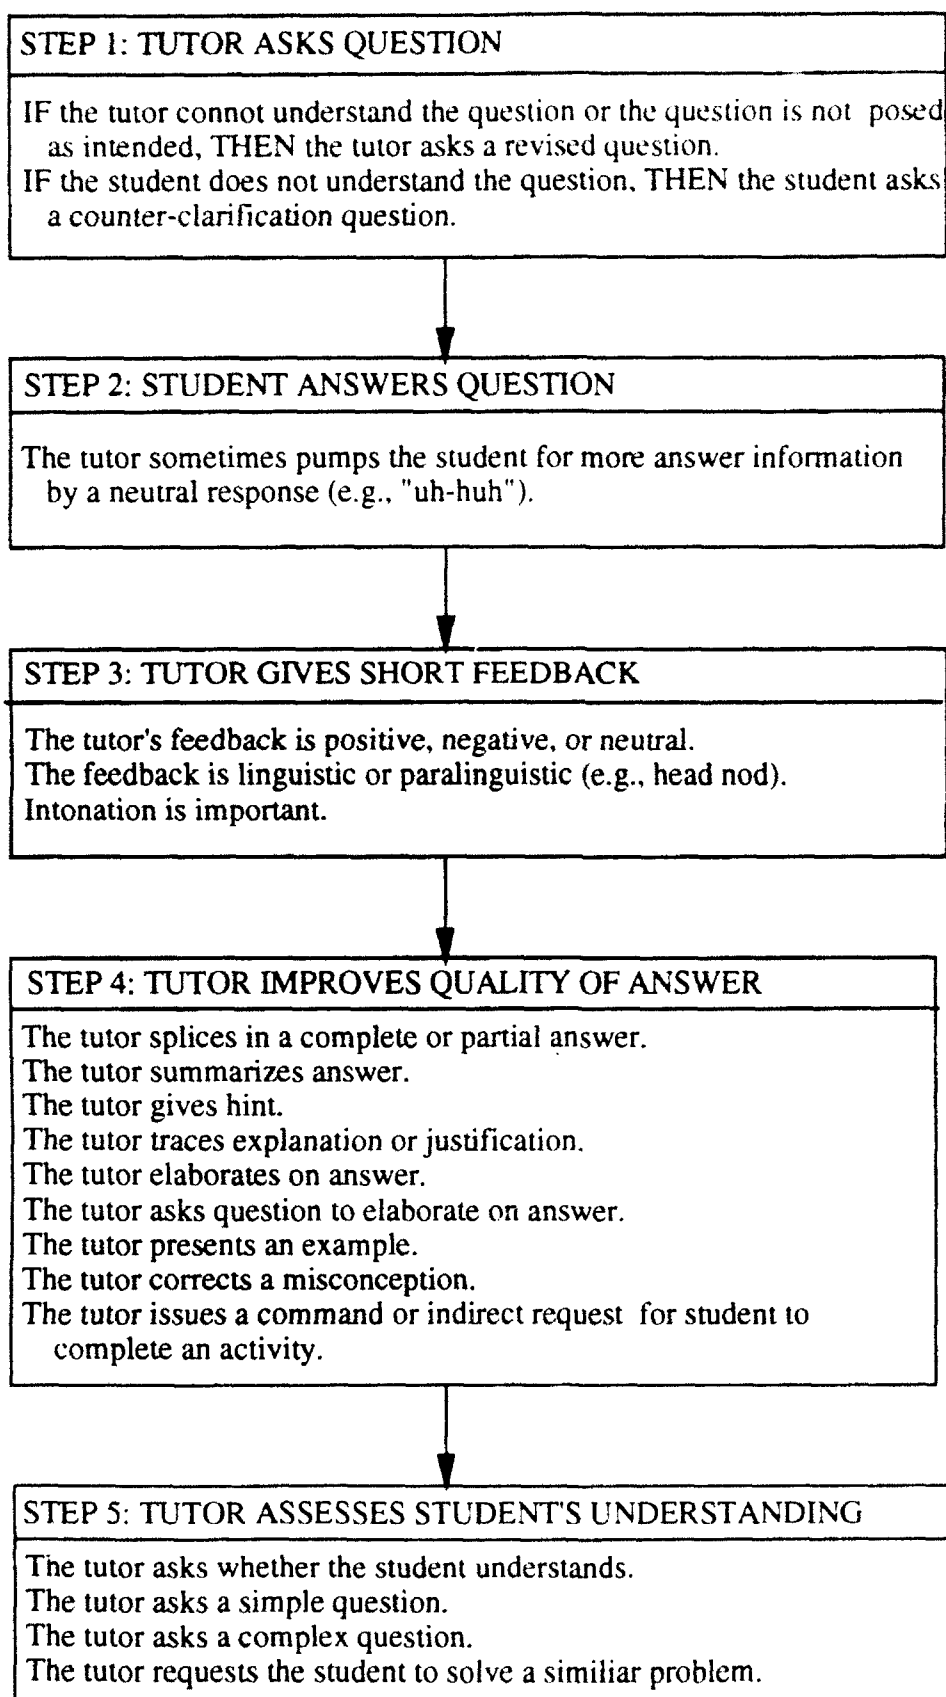 STEP 1: TUTOR ASKS QUESTION
IF the tutor connot understand the question or the question is not posed
as intended, THEN the tutor asks a revised question.
IF the student does not understand the question, THEN the student asks
a counter-clarification question.
STEP 2: STUDENT ANSWERS QUESTION
The tutor sometimes pumps the student for more answer information
by a neutral response (e.g., "uh-huh").
STEP 3: TUTOR GIVES SHORT FEEDBACK
The tutor's feedback is positive, negative, or neutral.
The feedback is linguistic or paralinguistic (e.g., head nod).
Intonation is important.
STEP 4: TUTOR IMPROVES QUALITY OF ANSWER
The tutor splices in a complete or partial answer.
The tutor summarizes answer.
The tutor gives hint.
The tutor traces explanation or justification.
The tutor elaborates on answer.
The tutor asks question to elaborate on answer.
The tutor presents an example.
The tutor corrects a misconception.
The tutor issues a command or indirect request for student to
complete an activity.
STEP 5: TUTOR ASSESSES STUDENT'S UNDERSTANDING
The tutor asks whether the student understands.
The tutor asks a simple question.
The tutor asks a complex question.
The tutor requests the student to solve a similiar problem.